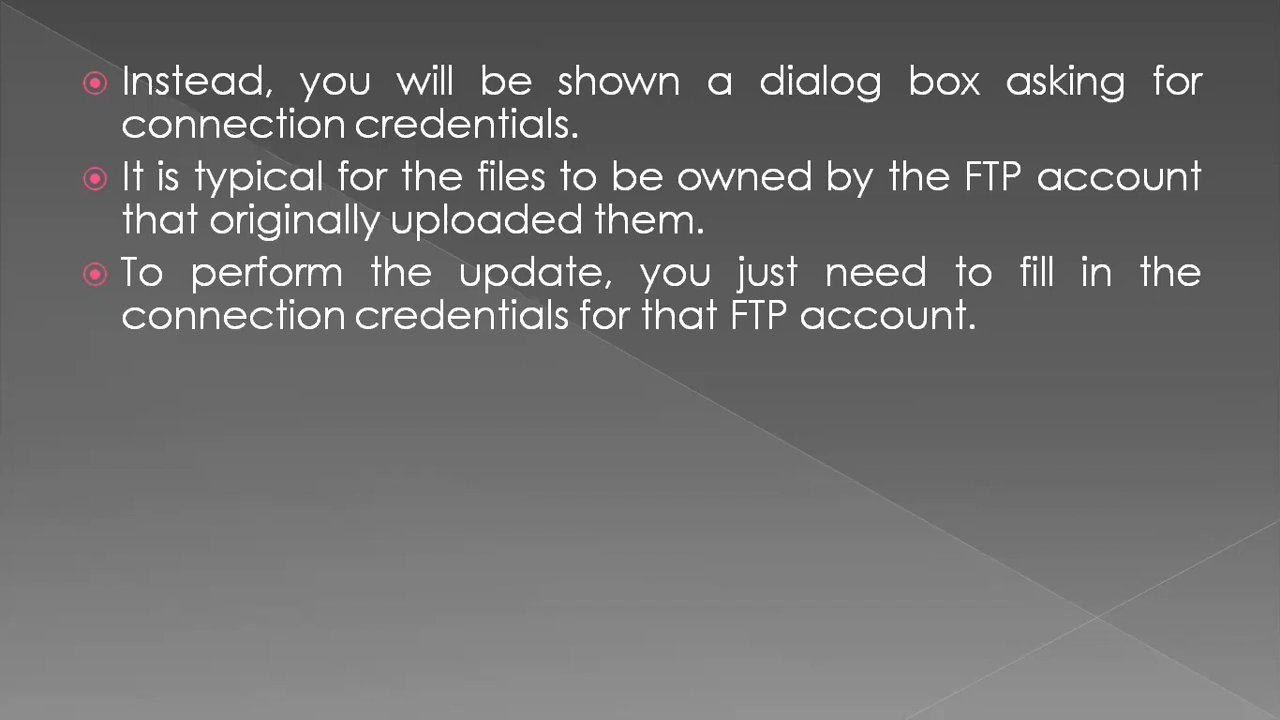 Instead, you will be shown a dialog box asking for
connection credentials.
It is typical for the files to be owned by the FTP account
that originally uploaded them.
To perform the update, you just need to fill in the
connection credentials for that FTP account.